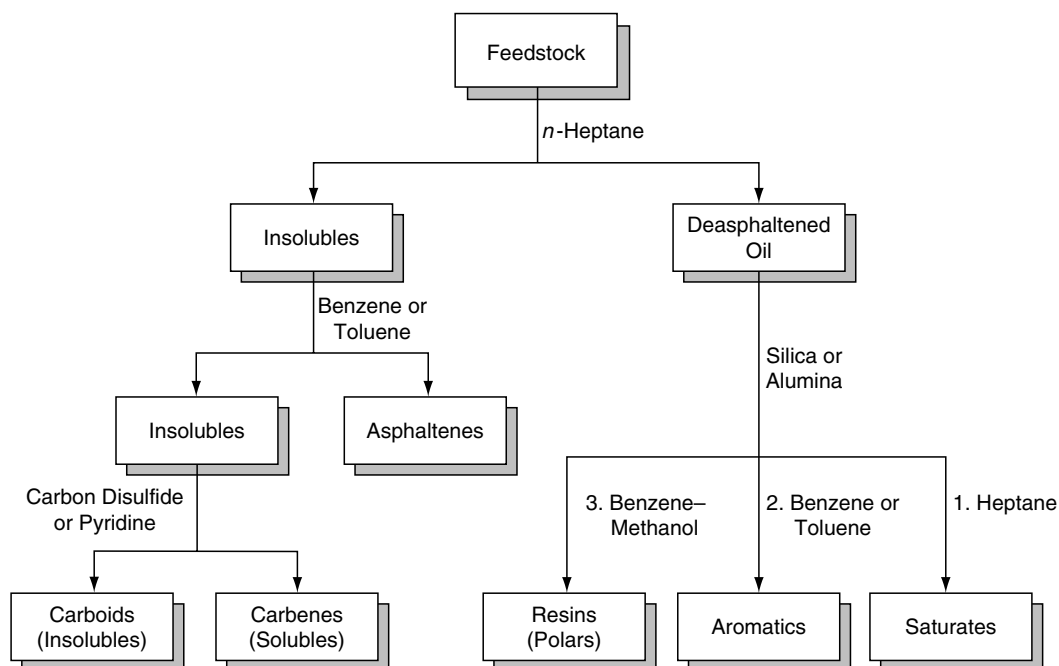 Feedstock
n-Heptane
Insolubles
Deasphaltened
Oil
Benzene or
Toluene
Silica or
Alumina
Insolubles
Asphaltenes
Carbon Disulfide
or Pyridine
3. Benzene–
Methanol
2. Benzene or
Toluene
1. Heptane
Carboids
(Insolubles)
Carbenes
(Solubles)
Resins
(Polars)
Aromatics
Saturates